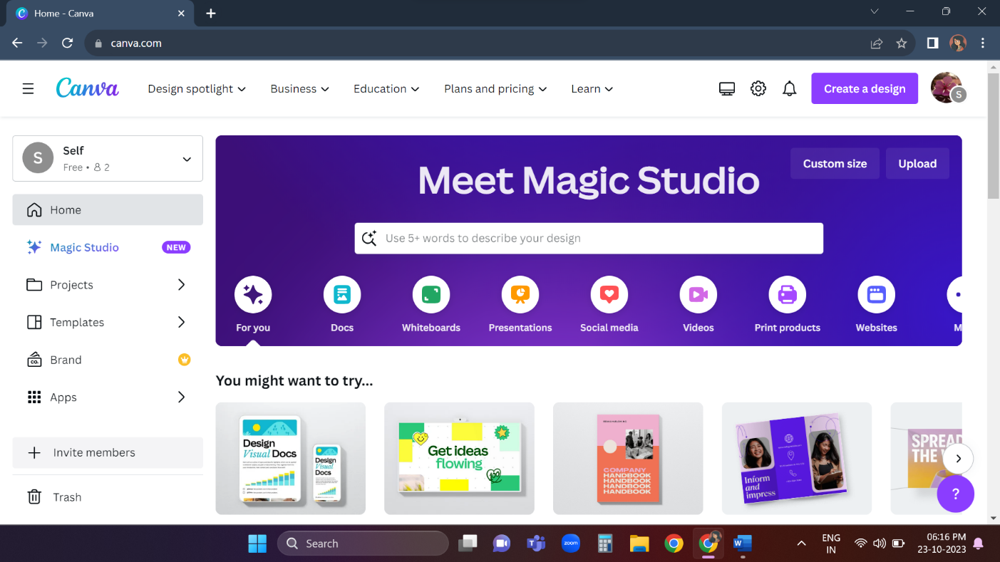 Home - Canva
canva.com
Canva
Design spotlight
Business
Education
Plans and pricing
Learn
Create a design
S
S
Self
Free • 2
Custom size
Upload
Meet Magic Studio
Use 5+ words to describe your design
Home
Magic Studio
NEW
Projects
Templates
Brand
CO.
Apps
Invite members
Trash
For you
Docs
Whiteboards
Presentations
Social media
Videos
Print products
Websites
You might want to try...
Design
Visual Docs
Design
Visual
Docs
Get ideas
flowing
100
COMPANY
HANDBOOK
HANDBOOK
HANDBOOK
HANDBOOK
Inform
and
impress
SPREAD
THE
?
Search
zoom
W
ENG
IN
06:16 PM
23-10-2023